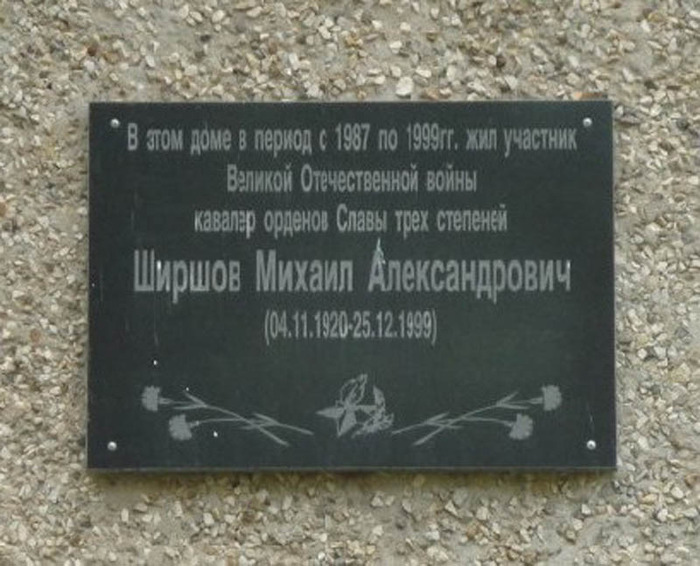 В этом доме в период с 1987 по 1999гг. жил участник
Великой Отечественной войны
кавалер орденов Славы трех степеней
Ширшов Михаил Александрович
(04.11.1920-25.12.1999)